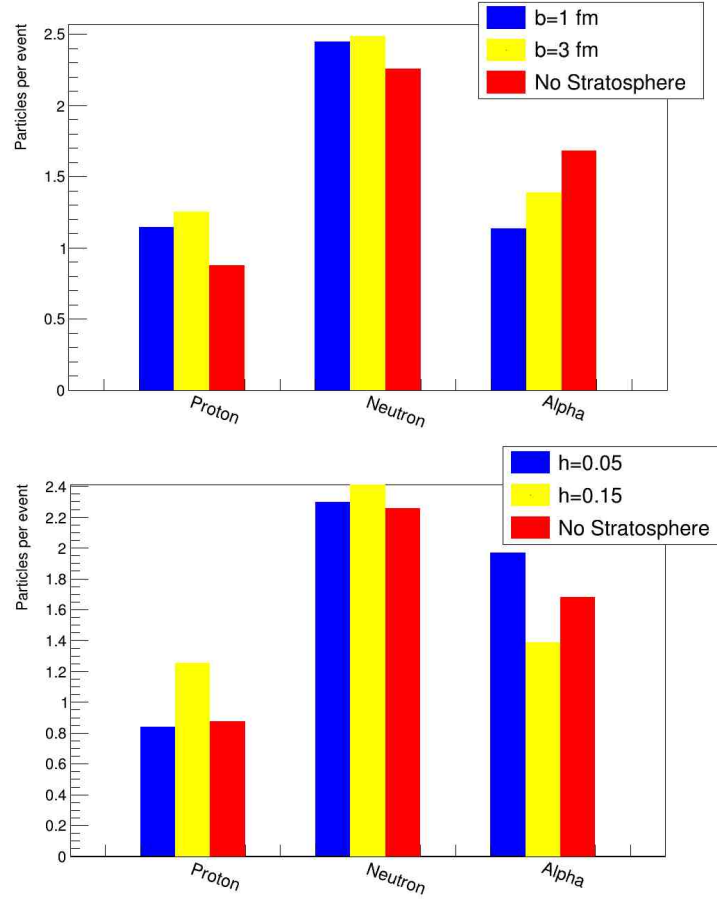 b=1 fm
b=3 fm
No Stratosphere
Particles per event
2.5
2
1.5
1
0.5
0
Proton
Neutron
Alpha
h=0.05
h=0.15
No Stratosphere
Particles per event
2.4
2.2
2
1.8
1.6
1.4
1.2
1
0.8
0.6
0.4
0.2
0
Proton
Neutron
Alpha